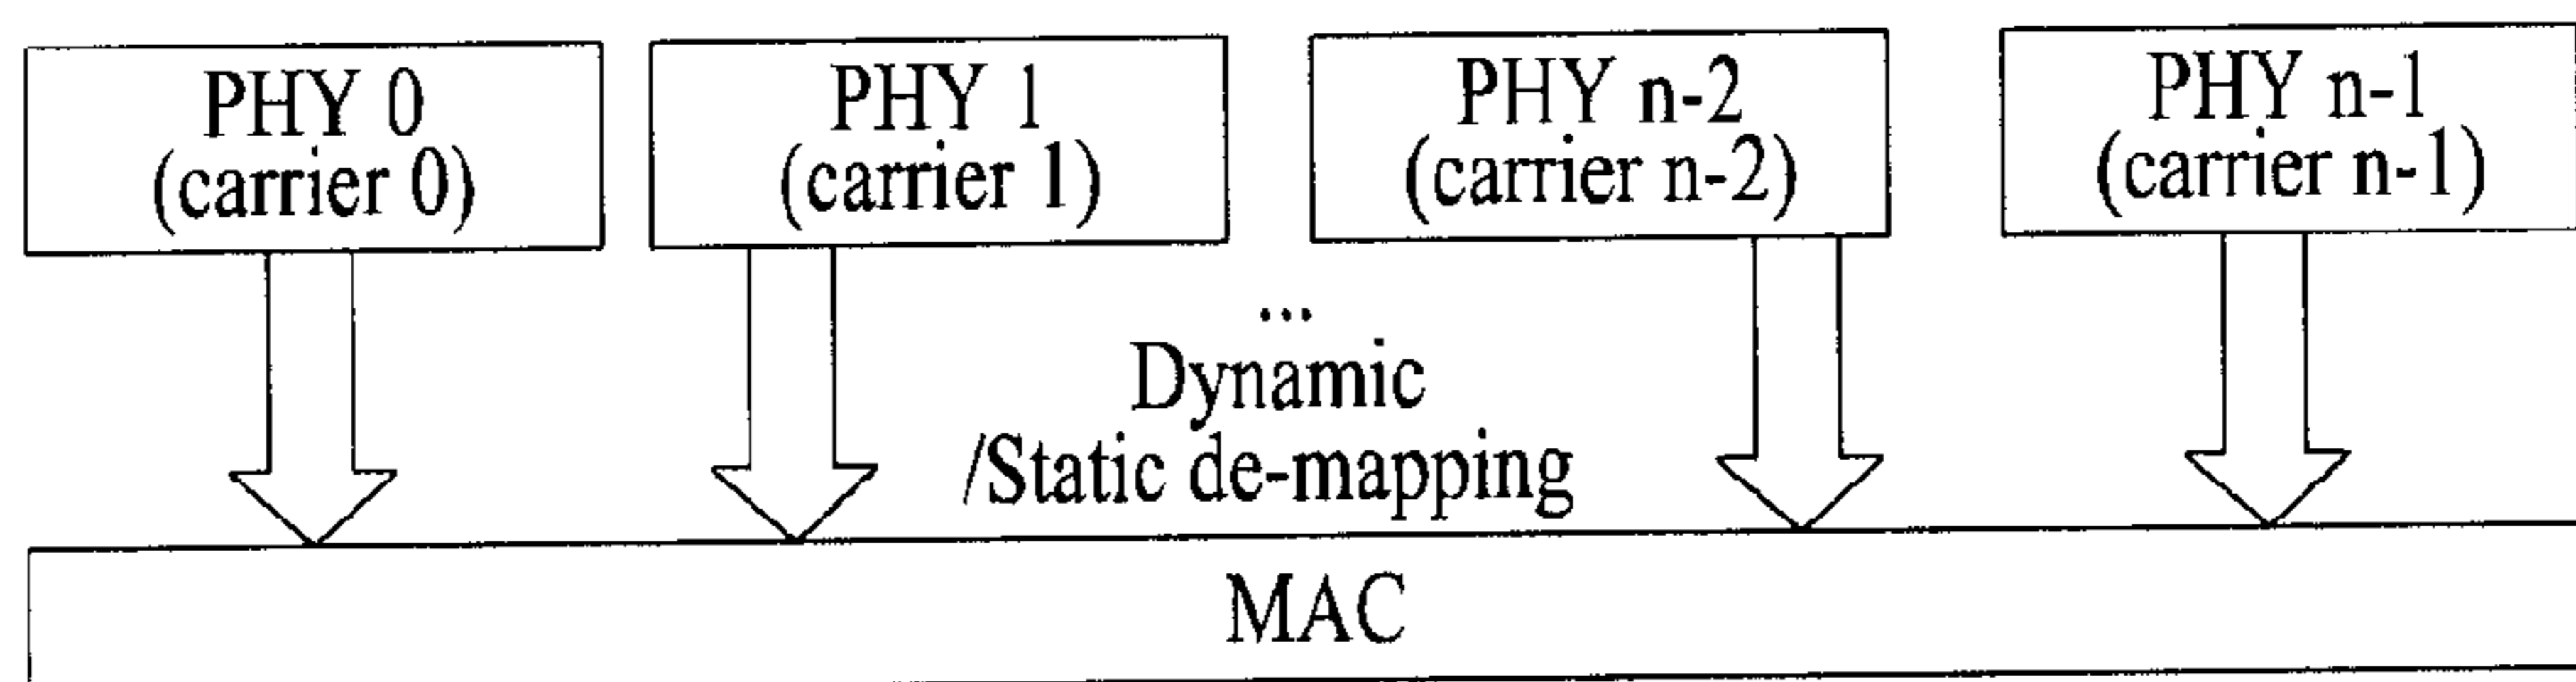 PHY 0
(carrier 0)
PHY 1
(carrier 1)
PHY n-2
(carrier n-2)
PHY n-1
(carrier n-1)
...
Dynamic
/Static de-mapping
MAC